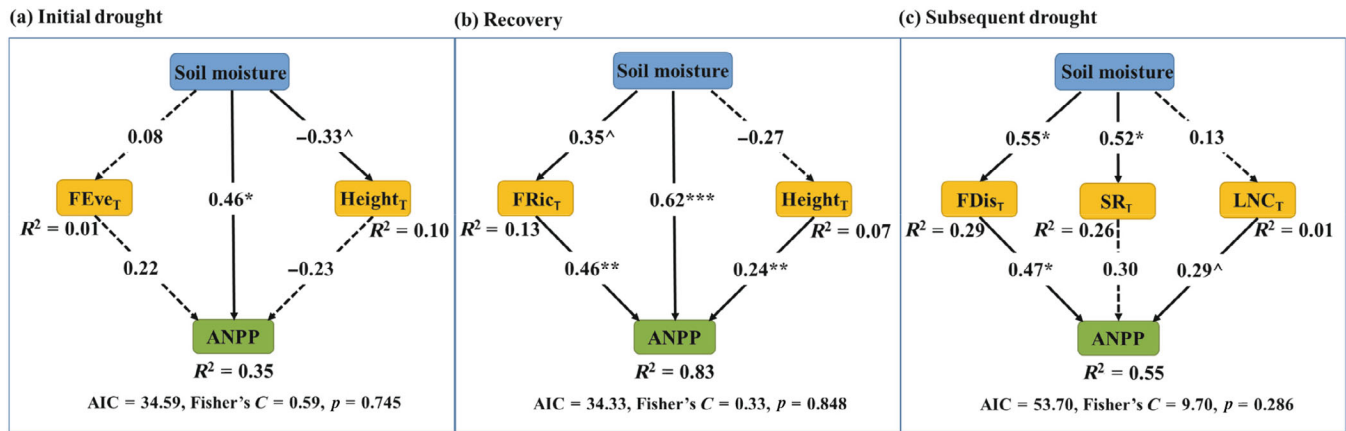 (a) Initial drought
Soil moisture
0.08
−0.33^
FEve_T
0.46*
Height_T
R² = 0.01
R² = 0.10
0.22
−0.23
ANPP
R² = 0.35
AIC = 34.59, Fisher's C = 0.59, p = 0.745
(b) Recovery
Soil moisture
0.35^
−0.27
FRic_T
0.62***
Height_T
R² = 0.13
R² = 0.07
0.46**
0.24**
ANPP
R² = 0.83
AIC = 34.33, Fisher's C = 0.33, p = 0.848
(c) Subsequent drought
Soil moisture
0.55*
0.52*
0.13
FDis_T
SR_T
LNC_T
R² = 0.29
R² = 0.26
R² = 0.01
0.47*
0.30
0.29^
ANPP
R² = 0.55
AIC = 53.70, Fisher's C = 9.70, p = 0.286